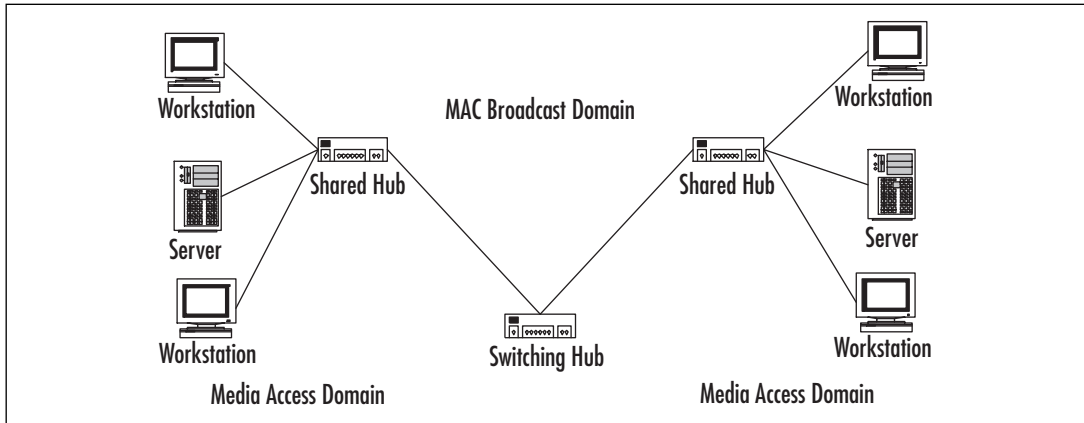 Workstation
MAC Broadcast Domain
Workstation
Shared Hub
Shared Hub
Server
Server
Workstation
Switching Hub
Workstation
Media Access Domain
Media Access Domain